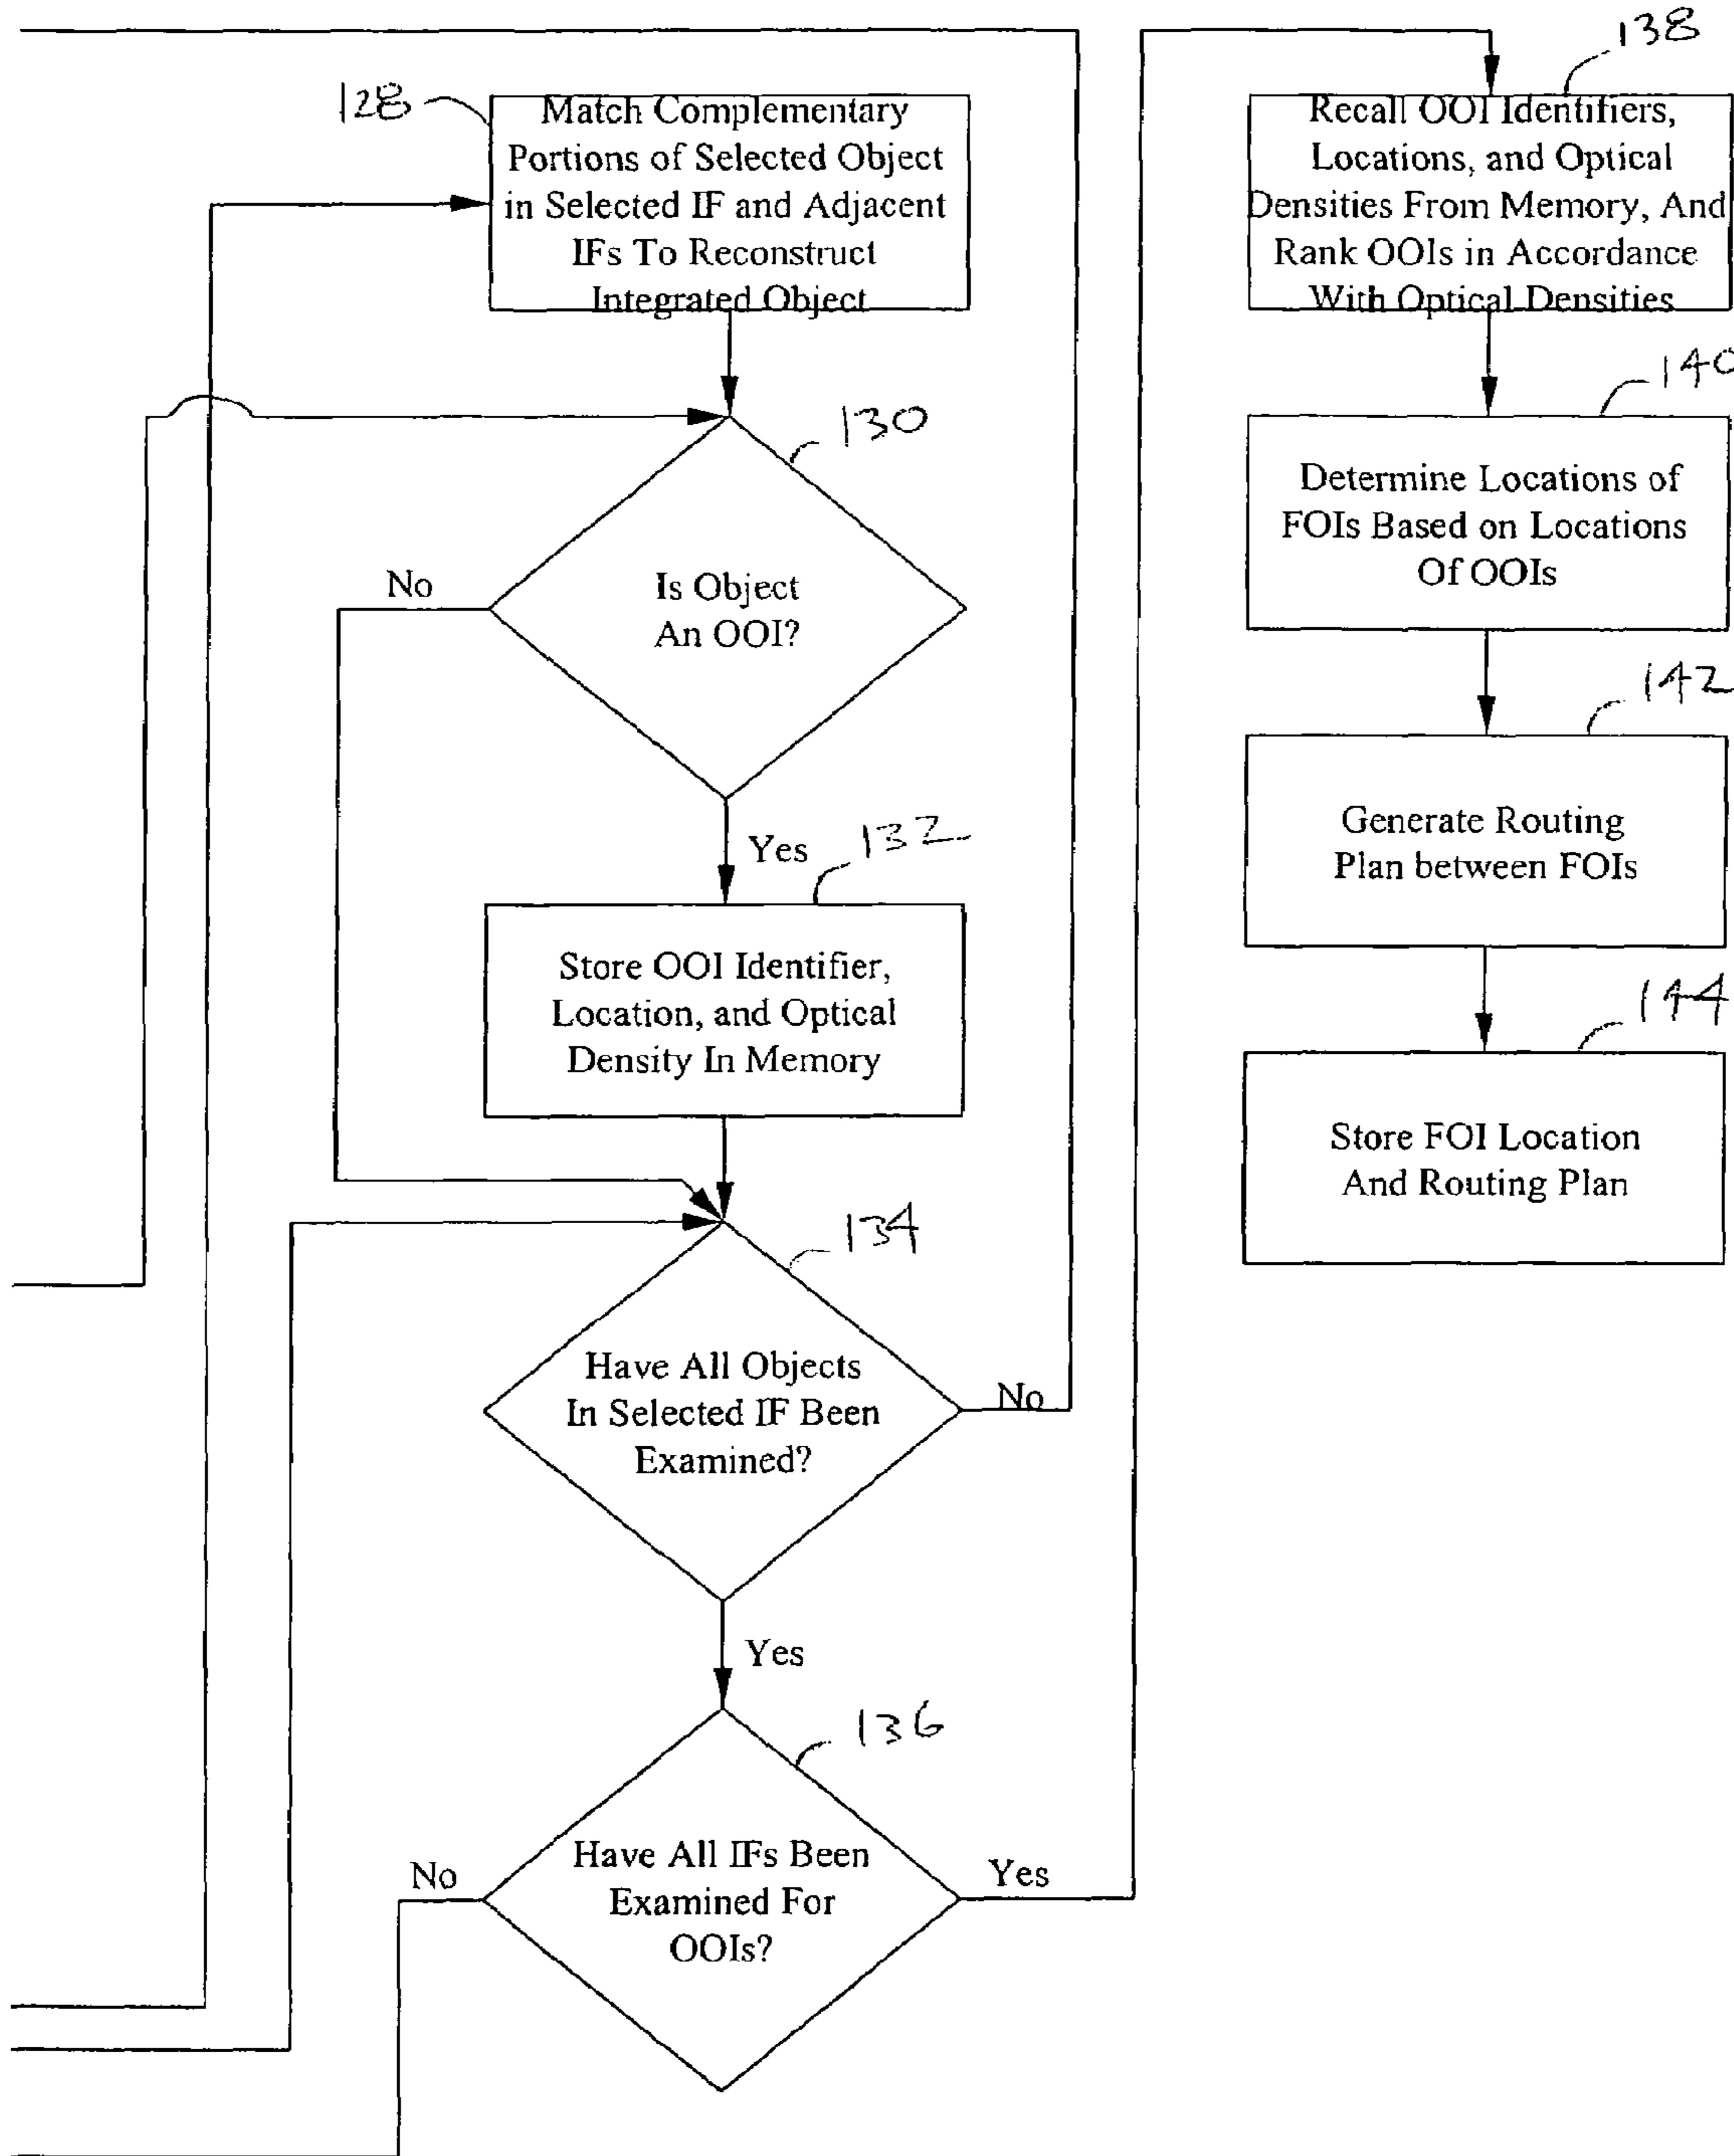 128
Match Complementary
Portions of Selected Object
in Selected IF and Adjacent
IFs To Reconstruct
Integrated Object
130
Is Object
An OOI?
No
Yes
132
Store OOI Identifier,
Location, and Optical
Density In Memory
134
Have All Objects
In Selected IF Been
Examined?
No
Yes
136
Have All IFs Been
Examined For
OOIs?
No
Yes
138
Recall OOI Identifiers,
Locations, and Optical
Densities From Memory, And
Rank OOIs in Accordance
With Optical Densities
140
Determine Locations of
FOIs Based on Locations
Of OOIs
142
Generate Routing
Plan between FOIs
144
Store FOI Location
And Routing Plan